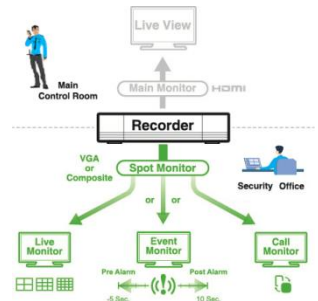 Live View
Main
Control Room
Main Monitor
HDMI
Recorder
VGA
or
Composite
Spot Monitor
Security Office
or
or
Live
Monitor
Event
Monitor
Call
Monitor
Pre Alarm
Post Alarm
-5 Sec.
10 Sec.